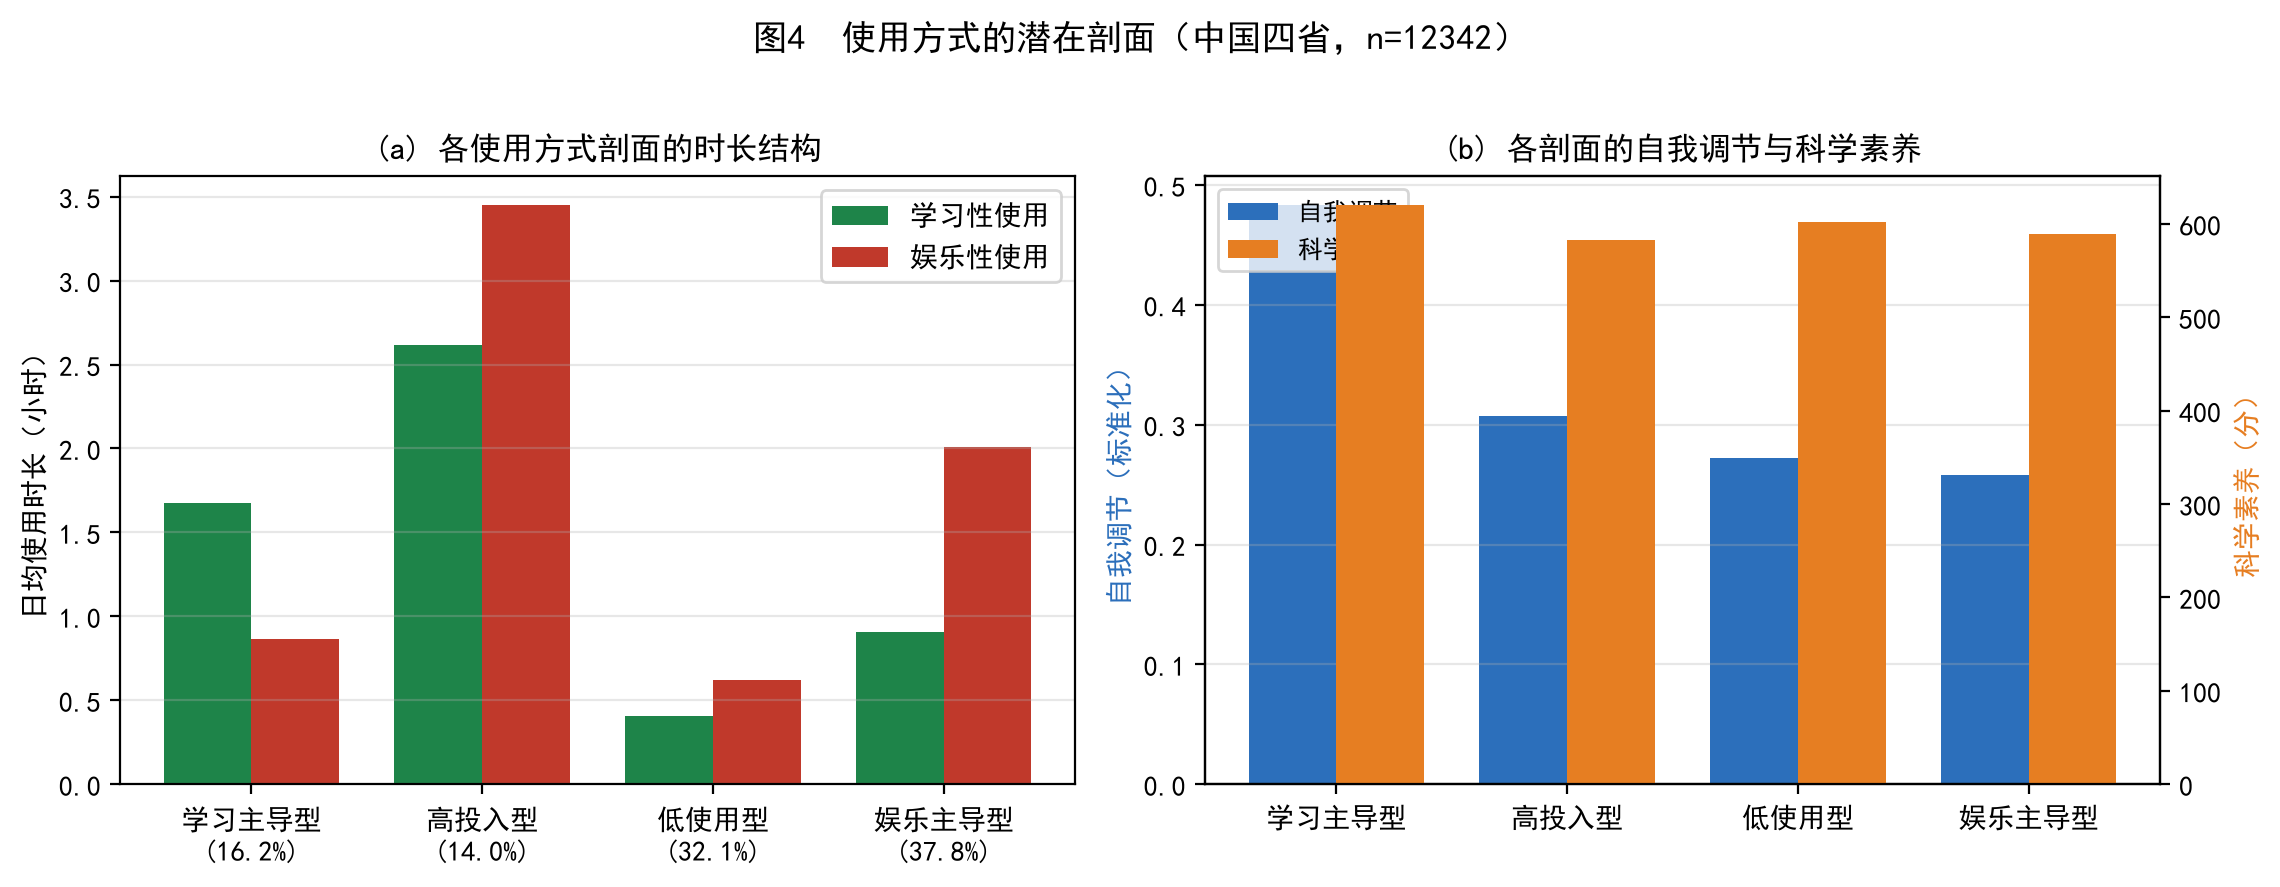 图4 使用方式的潜在剖面（中国四省，n=12342）
(a) 各使用方式剖面的时长结构
日均使用时长（小时）
3.5
3.0
2.5
2.0
1.5
1.0
0.5
0.0
学习性使用
娱乐性使用
学习主导型
(16.2%)
高投入型
(14.0%)
低使用型
(32.1%)
娱乐主导型
(37.8%)
(b) 各剖面的自我调节与科学素养
自我调节（标准化）
0.5
0.4
0.3
0.2
0.1
0.0
自我调节
科学
学习主导型
高投入型
低使用型
娱乐主导型
600
500
400
300
200
100
0
科学素养（分）